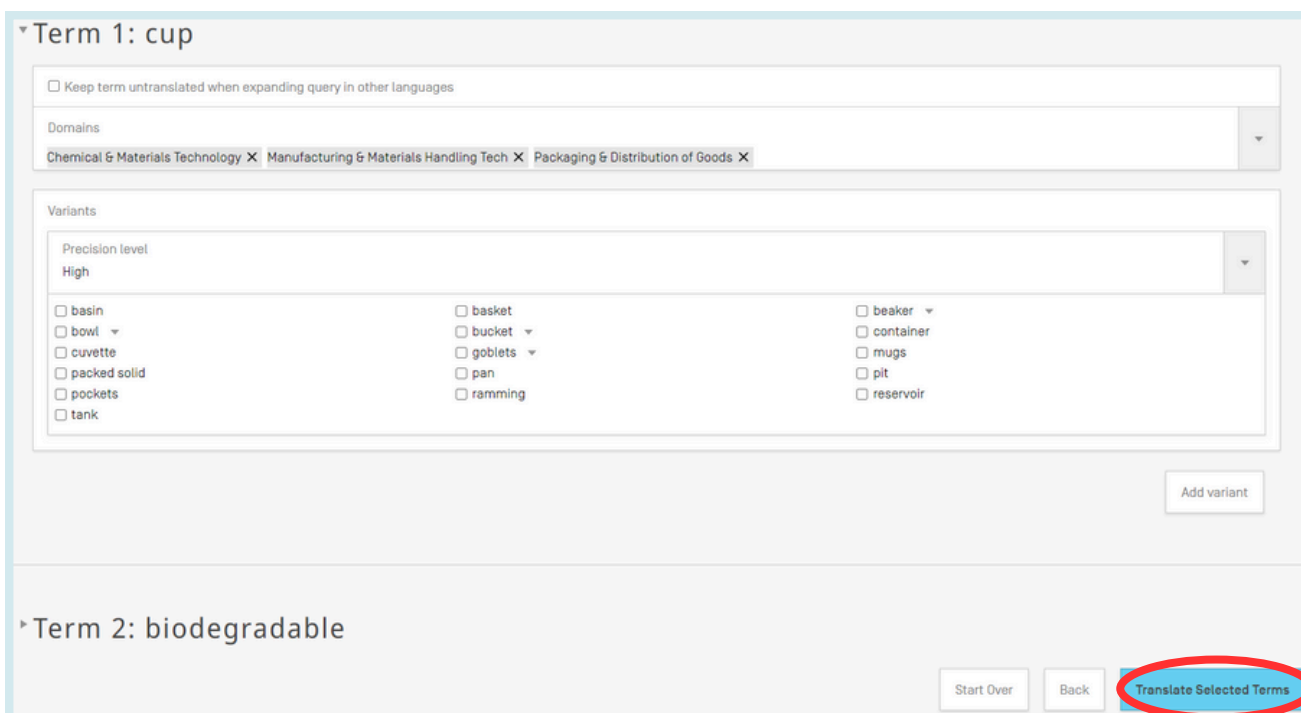 Term 1: cup
Keep term untranslated when expanding query in other languages
Domains
Chemical & Materials Technology X Manufacturing & Materials Handling Tech X Packaging & Distribution of Goods X
Variants
Precision level
High
basin basket beaker
bowl bucket container
cuvette goblets mugs
packed solid pan pit
pockets ramming reservoir
tank
Add variant
Term 2: biodegradable
Start Over Back Translate Selected Terms